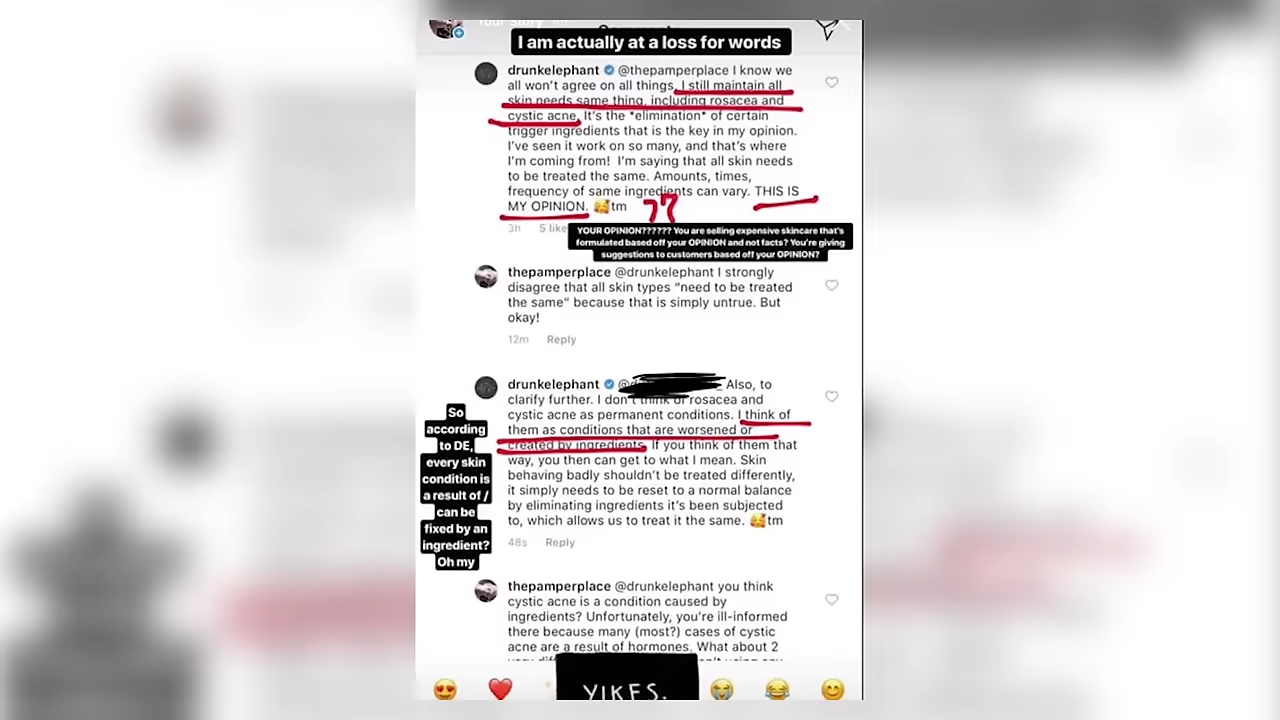 Your Story
I am actually at a loss for words
drunkelephant @thepamperplace I know we
all won't agree on all things. I still maintain all
skin needs same thing, including rosacea and
cystic acne. It's the *elimination* of certain
trigger ingredients that is the key in my opinion.
I've seen it work on so many, and that's where
I'm coming from! I'm saying that all skin needs
to be treated the same. Amounts, times,
frequency of same ingredients can vary. THIS IS
MY OPINION. 🥰tm
??
3h 5 like
YOUR OPINION?????? You are selling expensive skincare that's
formulated based off your OPINION and not facts? You're giving
suggestions to customers based off your OPINION?
thepamperplace @drunkelephant I strongly
disagree that all skin types "need to be treated
the same" because that is simply untrue. But
okay!
12m Reply
drunkelephant Also, to
clarify further. I don't think of rosacea and
cystic acne as permanent conditions. I think of
them as conditions that are worsened or
created by ingredients. If you think of them that
way, you then can get to what I mean. Skin
behaving badly shouldn't be treated differently,
it simply needs to be reset to a normal balance
by eliminating ingredients it's been subjected
to, which allows us to treat it the same. 🥰tm
48s Reply
So
according
to DE,
every skin
condition is
a result of /
can be
fixed by an
ingredient?
Oh my
thepamperplace @drunkelephant you think
cystic acne is a condition caused by
ingredients? Unfortunately, you're ill-informed
there because many (most?) cases of cystic
acne are a result of hormones. What about 2
YIKES.